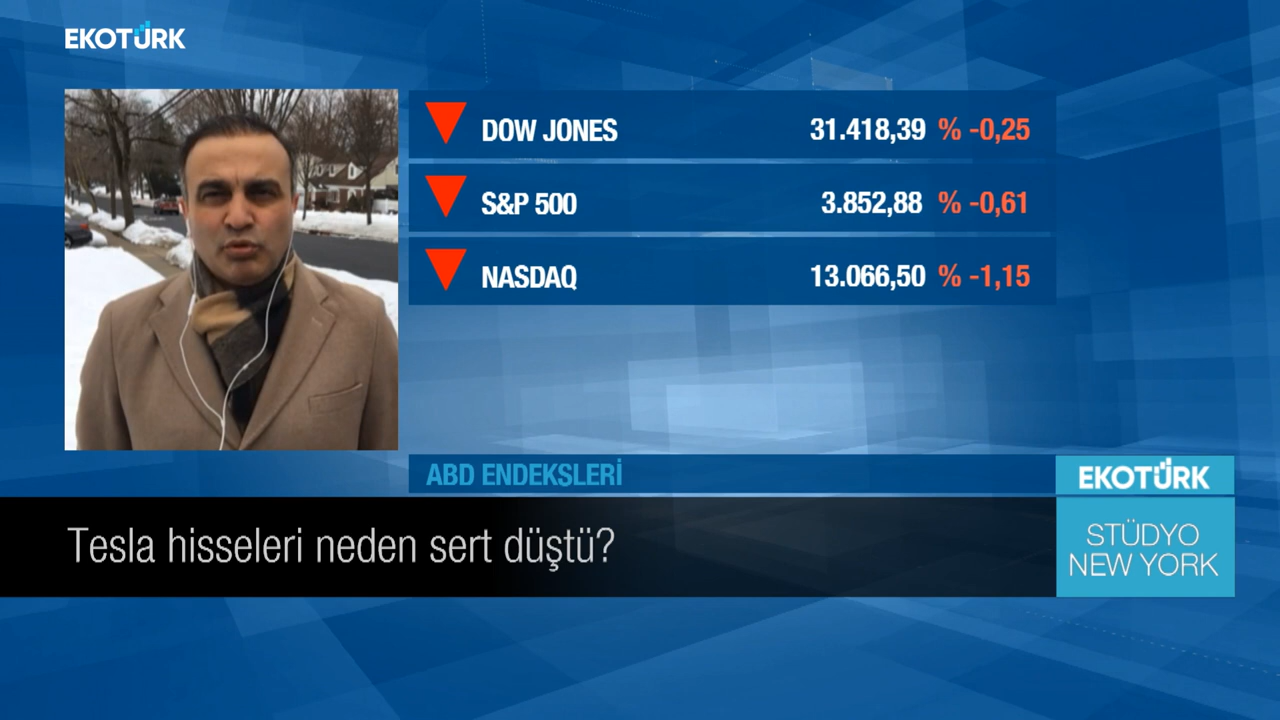 EKOTÜRK
DOW JONES 31.418,39 % -0,25
S&P 500 3.852,88 % -0,61
NASDAQ 13.066,50 % -1,15
ABD ENDEKSLERİ
EKOTÜRK
Tesla hisseleri neden sert düştü?
STÜDYO
NEW YORK